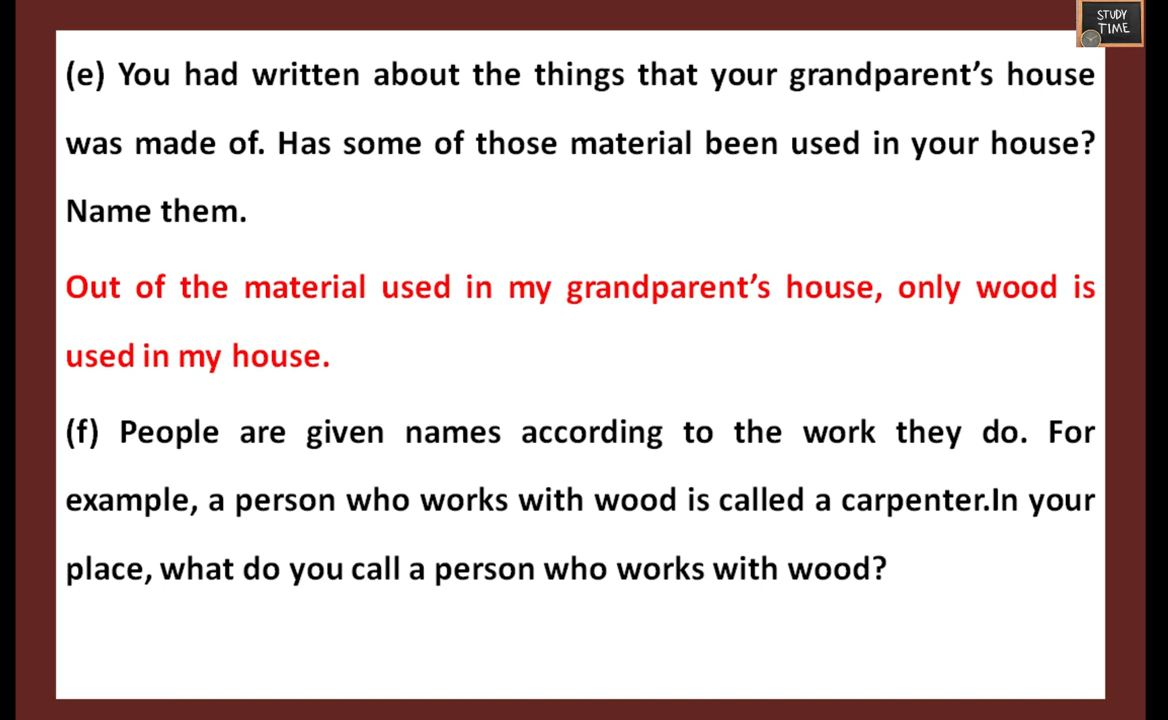 STUDY
TIME
(e) You had written about the things that your grandparent’s house
was made of. Has some of those material been used in your house?
Name them.
Out of the material used in my grandparent’s house, only wood is
used in my house.
(f) People are given names according to the work they do. For
example, a person who works with wood is called a carpenter.In your
place, what do you call a person who works with wood?